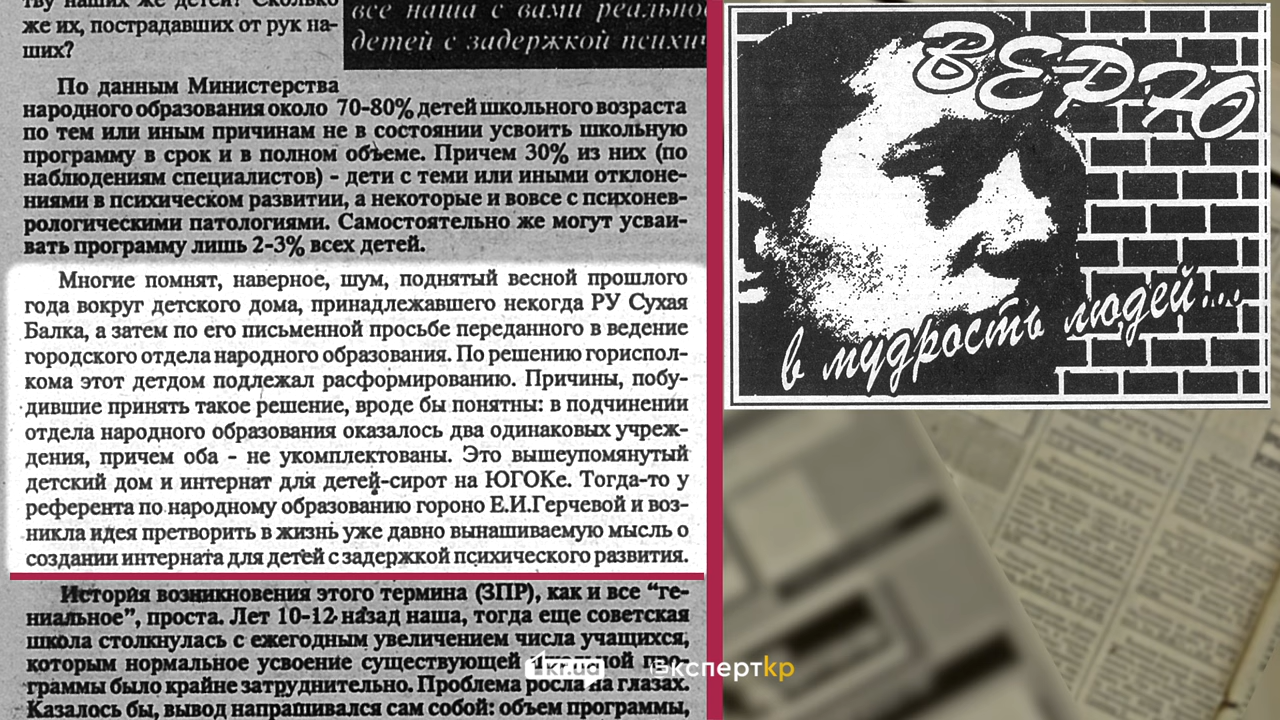 тву наших же детей? Сколько
же их, пострадавших от рук на-
ших?
все наша с вами реально
детей с задержкой психич
По данным Министерства
народного образования около 70-80% детей школьного возраста
по тем или иным причинам не в состоянии усвоить школьную
программу в срок и в полном объеме. Причем 30% из них (по
наблюдениям специалистов) - дети с теми или иными отклоне-
ниями в психическом развитии, а некоторые и вовсе с психонев-
рологическими патологиями. Самостоятельно же могут усваи-
вать программу лишь 2-3% всех детей.
Многие помнят, наверное, шум, поднятый весной прошлого
года вокруг детского дома, принадлежавшего некогда РУ Сухая
Балка, а затем по его письменной просьбе переданного в ведение
городского отдела народного образования. По решению гориспол-
кома этот детдом подлежал расформированию. Причины, побу-
дившие принять такое решение, вроде бы понятны: в подчинении
отдела народного образования оказалось два одинаковых учреж-
дения, причем оба - не укомплектованы. Это вышеупомянутый
детский дом и интернат для детей-сирот на ЮГОКе. Тогда-то у
референта по народному образованию гороно Е.И.Герчевой и воз-
никла идея претворить в жизнь уже давно вынашиваемую мысль о
создании интерната для детей с задержкой психического развития.
История возникновения этого термина (ЗПР), как и все “ге-
ниальное”, проста. Лет 10-12 назад наша, тогда еще советская
школа столкнулась с ежегодным увеличением числа учащихся,
которым нормальное усвоение существующей про-
граммы было крайне затруднительно. Проблема росла на глазах.
Казалось бы, вывод напрашивался сам собой: объем программы,
ВЕРЮ
в мудрость людей...
1kr.ua
експерткр